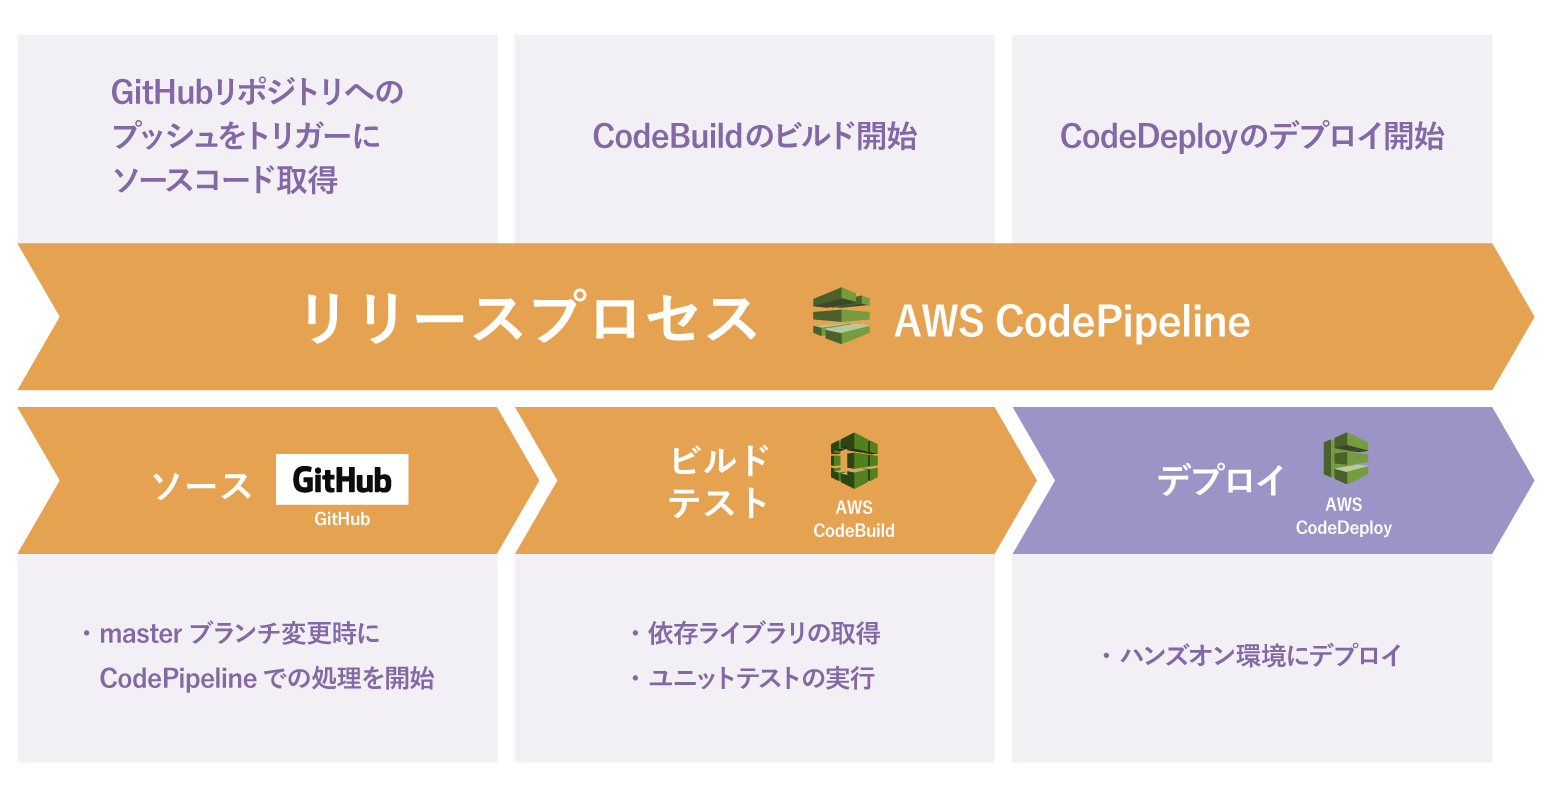 GitHubリポジトリへの
プッシュをトリガーに
ソースコード取得
CodeBuildのビルド開始
CodeDeployのデプロイ開始
リリースプロセス AWS CodePipeline
ソース
GitHub
GitHub
ビルド
テスト
AWS
CodeBuild
デプロイ
AWS
CodeDeploy
・master ブランチ変更時に
CodePipeline での処理を開始
・依存ライブラリの取得
・ユニットテストの実行
・ハンズオン環境にデプロイ